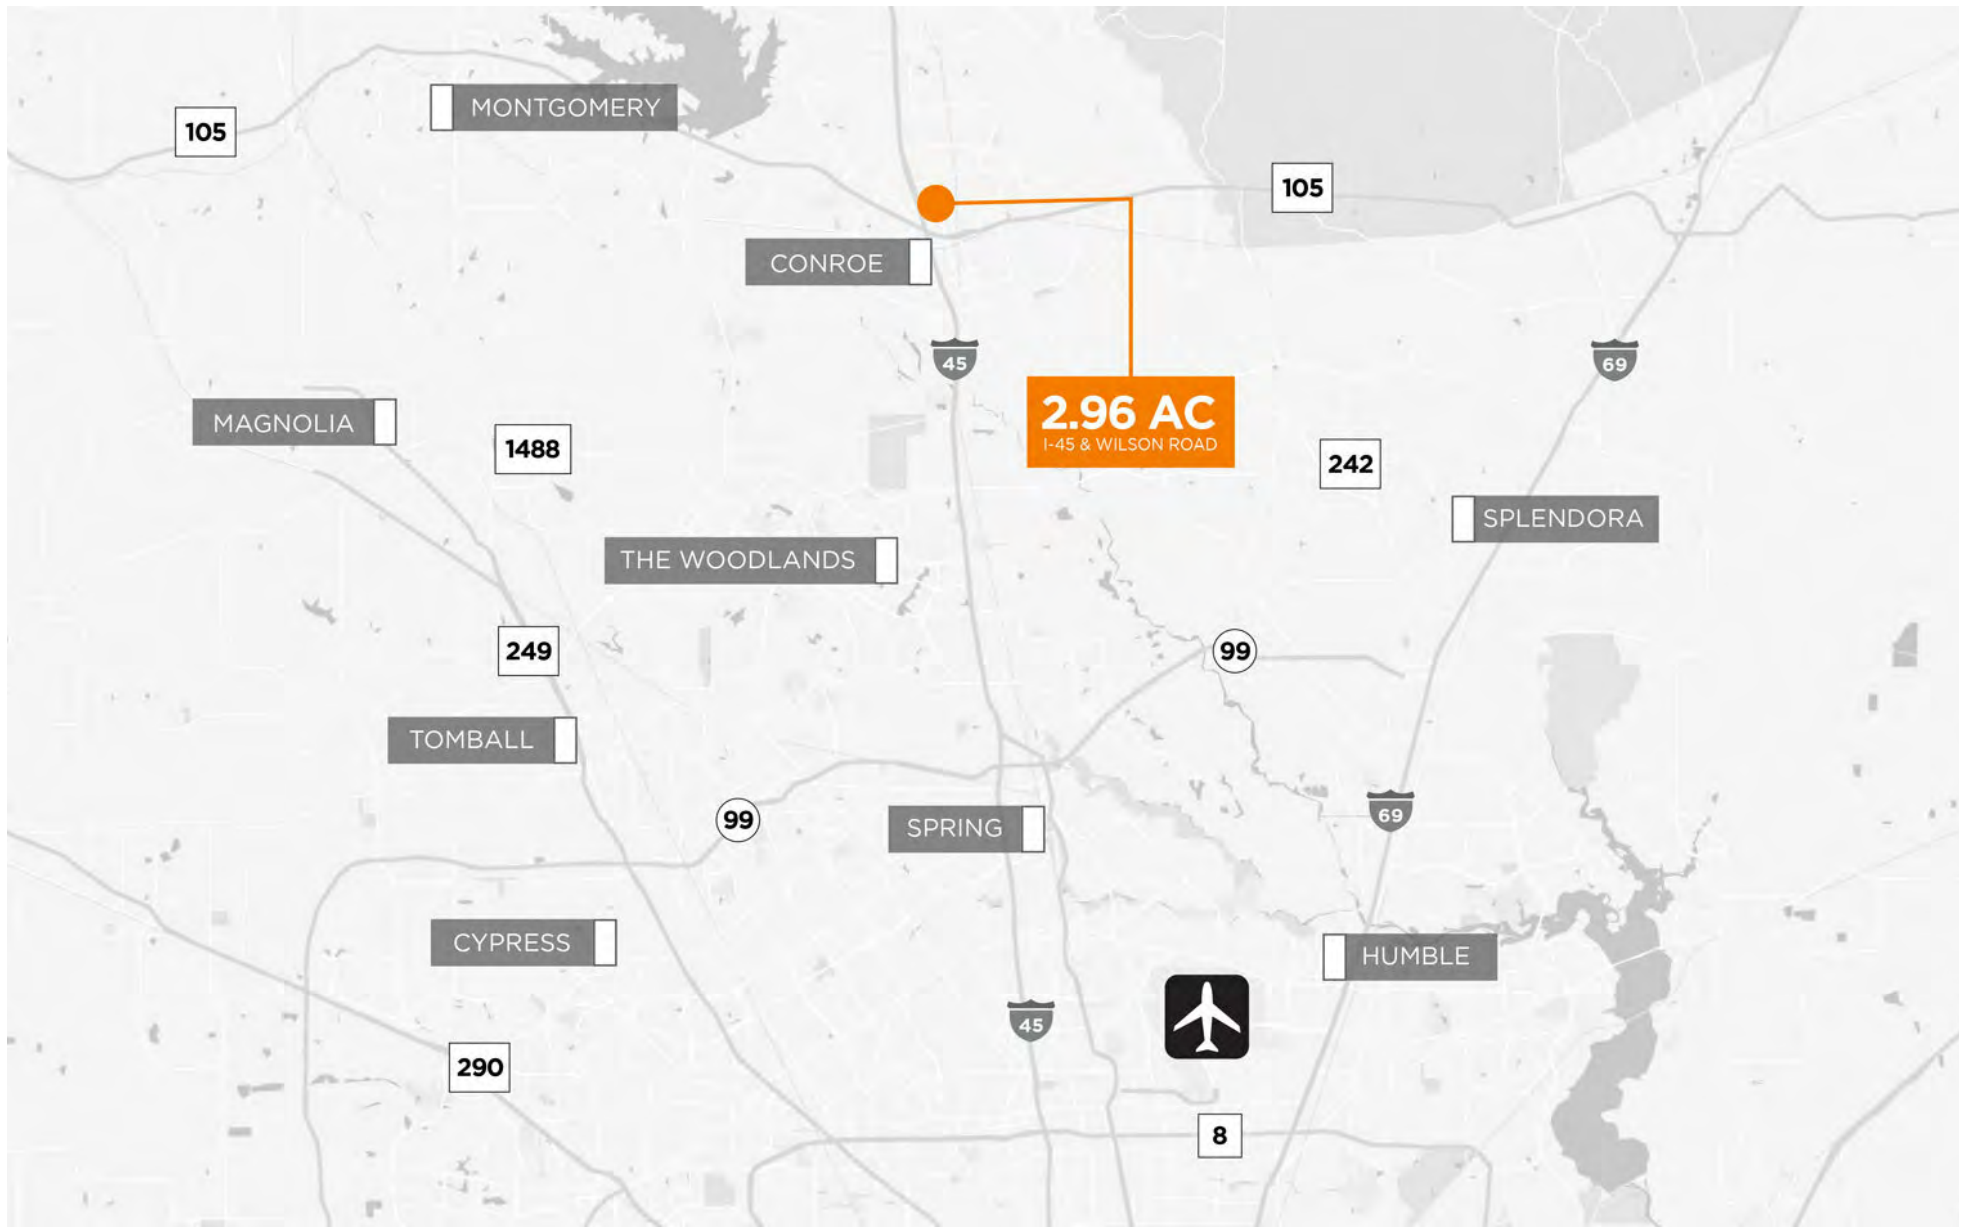 MONTGOMERY
105
105
CONROE
45
69
2.96 AC
I-45 & WILSON ROAD
MAGNOLIA
1488
242
SPLENDORA
THE WOODLANDS
249
99
TOMBALL
99
69
SPRING
CYPRESS
HUMBLE
45
290
8